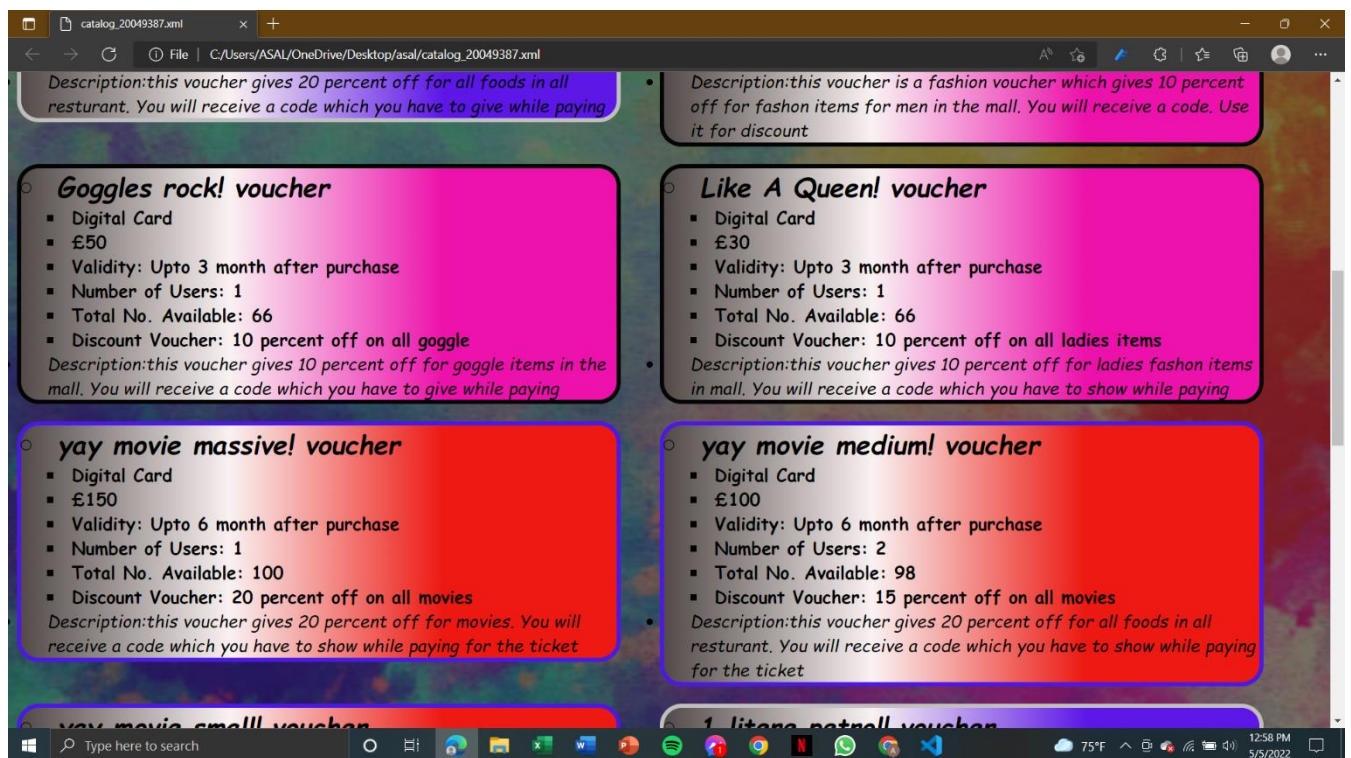 catalog_20049387.xml
File | C:/Users/ASAL/OneDrive/Desktop/asal/catalog_20049387.xml
Description:this voucher gives 20 percent off for all foods in all
resturant. You will receive a code which you have to give while paying
Description:this voucher is a fashion voucher which gives 10 percent
off for fashon items for men in the mall. You will receive a code. Use
it for discount
Goggles rock! voucher
Digital Card
£50
Validity: Upto 3 month after purchase
Number of Users: 1
Total No. Available: 66
Discount Voucher: 10 percent off on all goggle
Description:this voucher gives 10 percent off for goggle items in the
mall. You will receive a code which you have to give while paying
Like A Queen! voucher
Digital Card
£30
Validity: Upto 3 month after purchase
Number of Users: 1
Total No. Available: 66
Discount Voucher: 10 percent off on all ladies items
Description:this voucher gives 10 percent off for ladies fashon items
in mall. You will receive a code which you have to show while paying
yay movie massive! voucher
Digital Card
£150
Validity: Upto 6 month after purchase
Number of Users: 1
Total No. Available: 100
Discount Voucher: 20 percent off on all movies
Description:this voucher gives 20 percent off for movies. You will
receive a code which you have to show while paying for the ticket
yay movie medium! voucher
Digital Card
£100
Validity: Upto 6 month after purchase
Number of Users: 2
Total No. Available: 98
Discount Voucher: 15 percent off on all movies
Description:this voucher gives 20 percent off for all foods in all
resturant. You will receive a code which you have to show while paying
for the ticket
yay movie small! voucher
1 litere petroll voucher
Type here to search
75°F
12:58 PM
5/5/2022